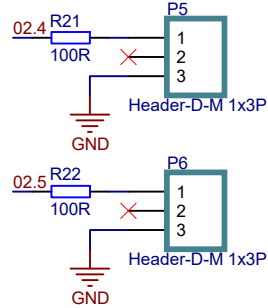 P5
02.4 R21 1
100R 2
3
Header-D-M 1x3P
GND
P6
02.5 R22 1
100R 2
3
Header-D-M 1x3P
GND